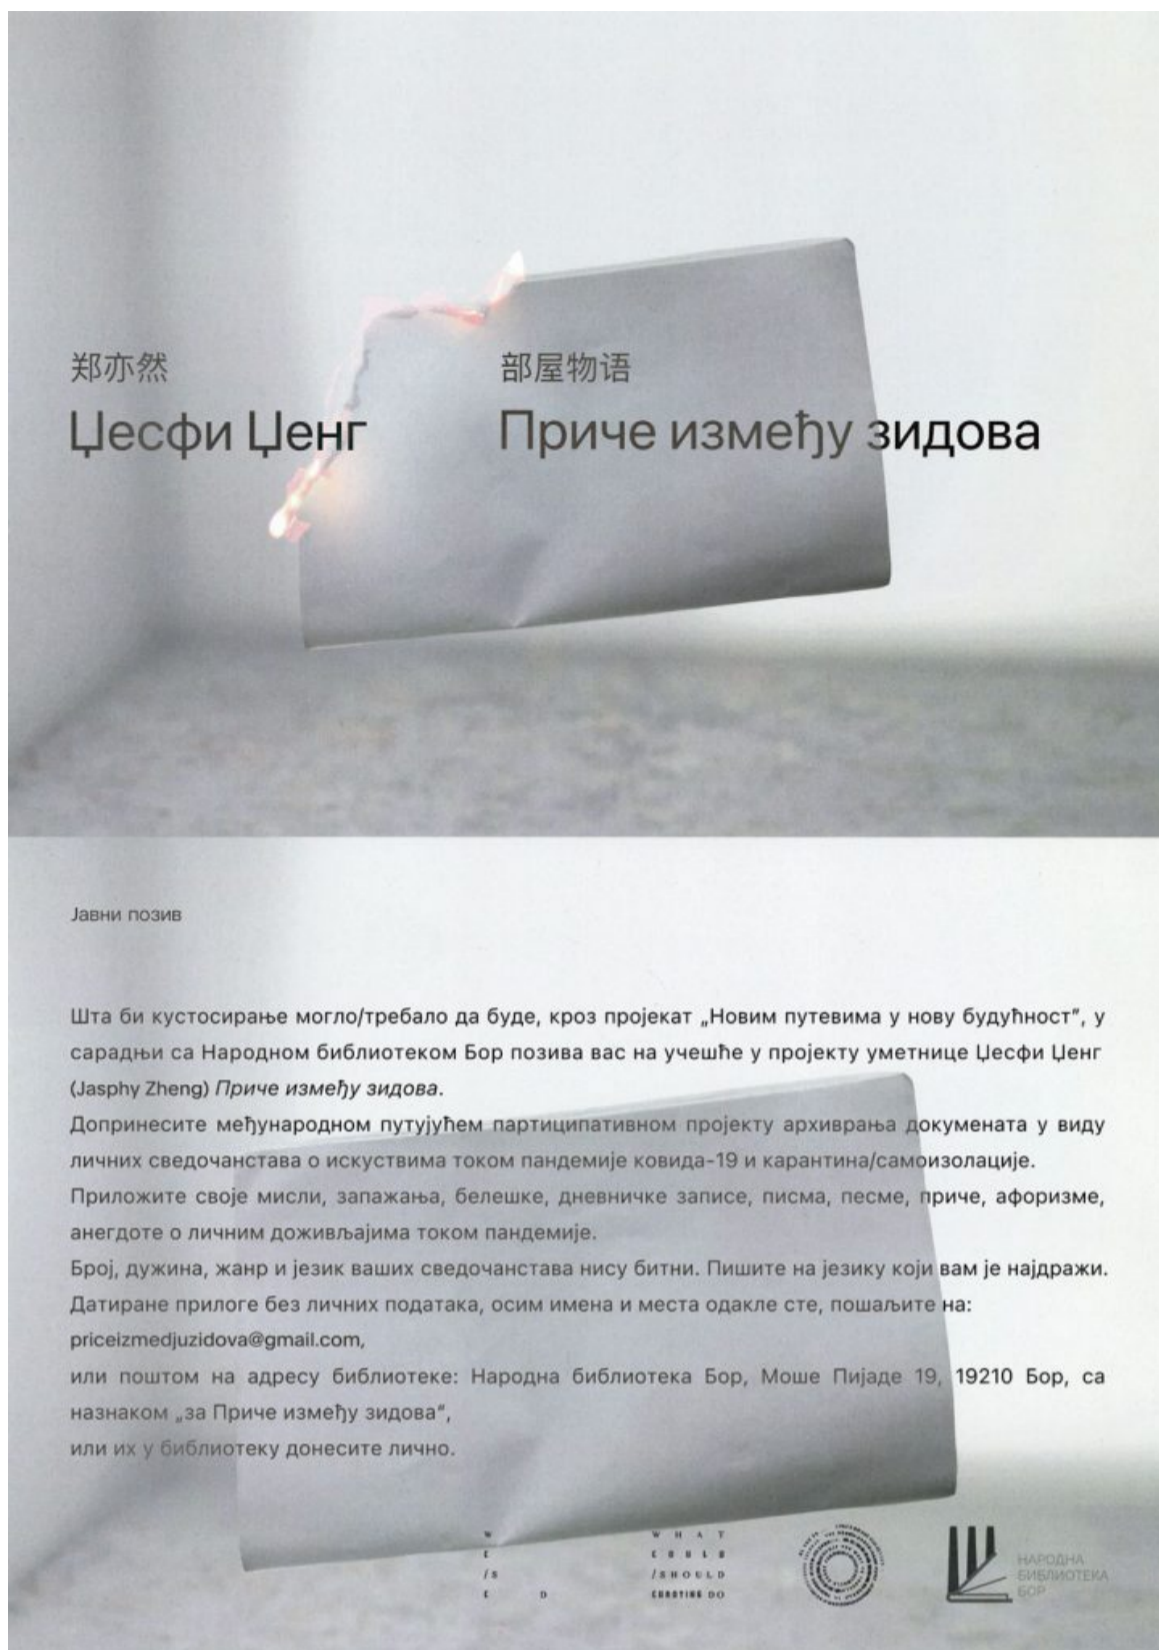 郑亦然
Џесфи Џенг
部屋物语
Приче између зидова
Јавни позив
Шта би кустосирање могло/требало да буде, кроз пројекат „Новим путевима у нову будућност“, у
сарадњи са Народном библиотеком Бор позива вас на учешће у пројекту уметнице Џесфи Џенг
(Jasphy Zheng) Приче између зидова.
Допринесите међународном путујућем партиципативном пројекту архиврања докумената у виду
личних сведочанстава о искуствима током пандемије ковида-19 и карантина/самоизолације.
Приложите своје мисли, запажања, белешке, дневничке записе, писма, песме, приче, афоризме,
анегдоте о личним доживљајима током пандемије.
Број, дужина, жанр и језик ваших сведочанстава нису битни. Пишите на језику који вам је најдражи.
Датиране прилоге без личних података, осим имена и места одакле сте, пошаљите на:
priceizmedjuzidova@gmail.com,
или поштом на адресу библиотеке: Народна библиотека Бор, Моше Пијаде 19, 19210 Бор, са
назнаком „за Приче између зидова“,
или их у библиотеку донесите лично.
W
E
/S
E D
WHAT
COULD
/SHOULD
CURATING DO
НАРОДНА
БИБЛИОТЕКА
БОР